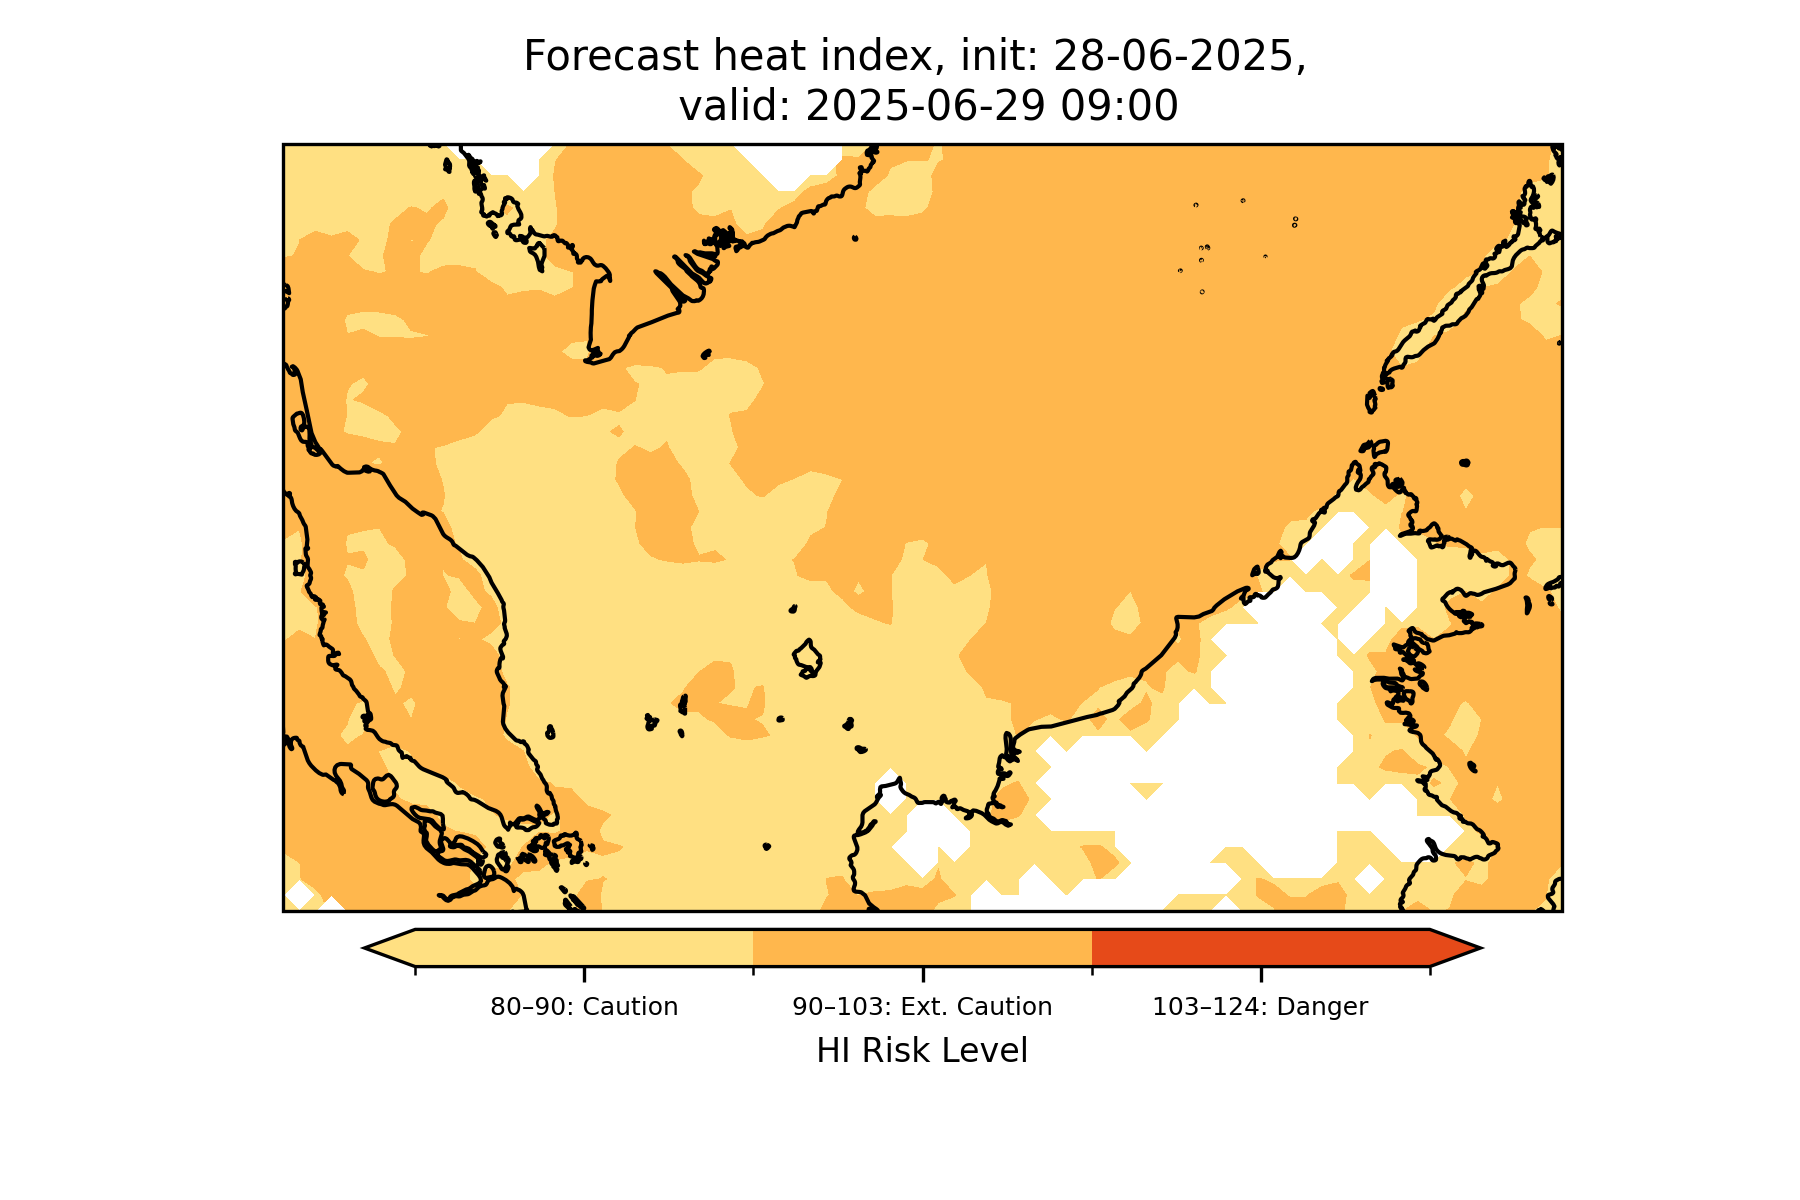 Forecast heat index, init: 28-06-2025,
valid: 2025-06-29 09:00
80–90: Caution
90–103: Ext. Caution
103–124: Danger
HI Risk Level